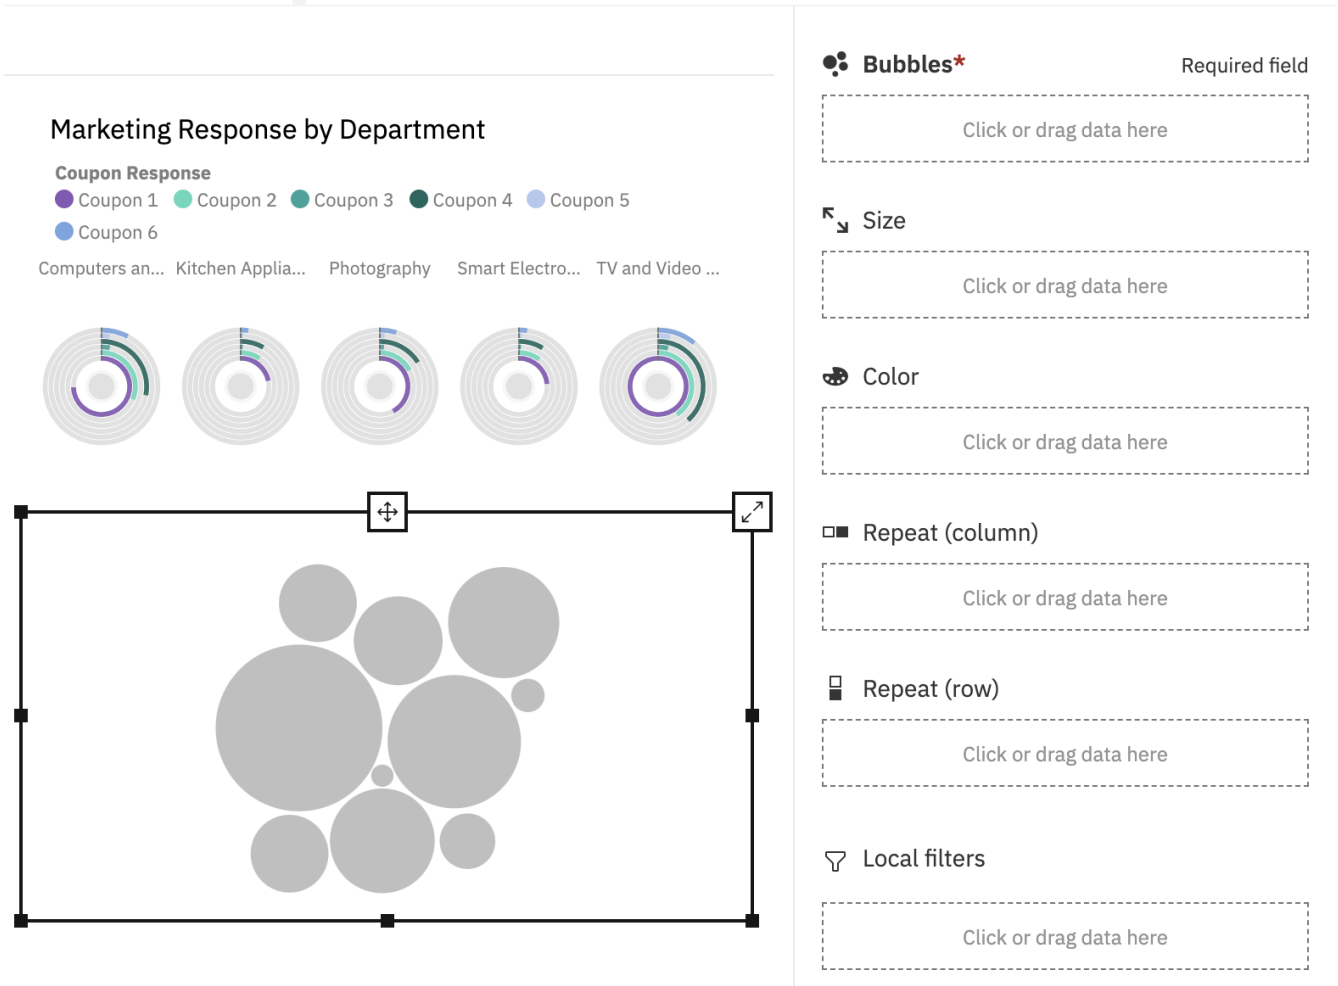 Marketing Response by Department
Coupon Response
Coupon 1 Coupon 2 Coupon 3 Coupon 4 Coupon 5
Coupon 6
Computers an... Kitchen Applia... Photography Smart Electro... TV and Video ...
Bubbles* Required field
Click or drag data here
Size
Click or drag data here
Color
Click or drag data here
Repeat (column)
Click or drag data here
Repeat (row)
Click or drag data here
Local filters
Click or drag data here